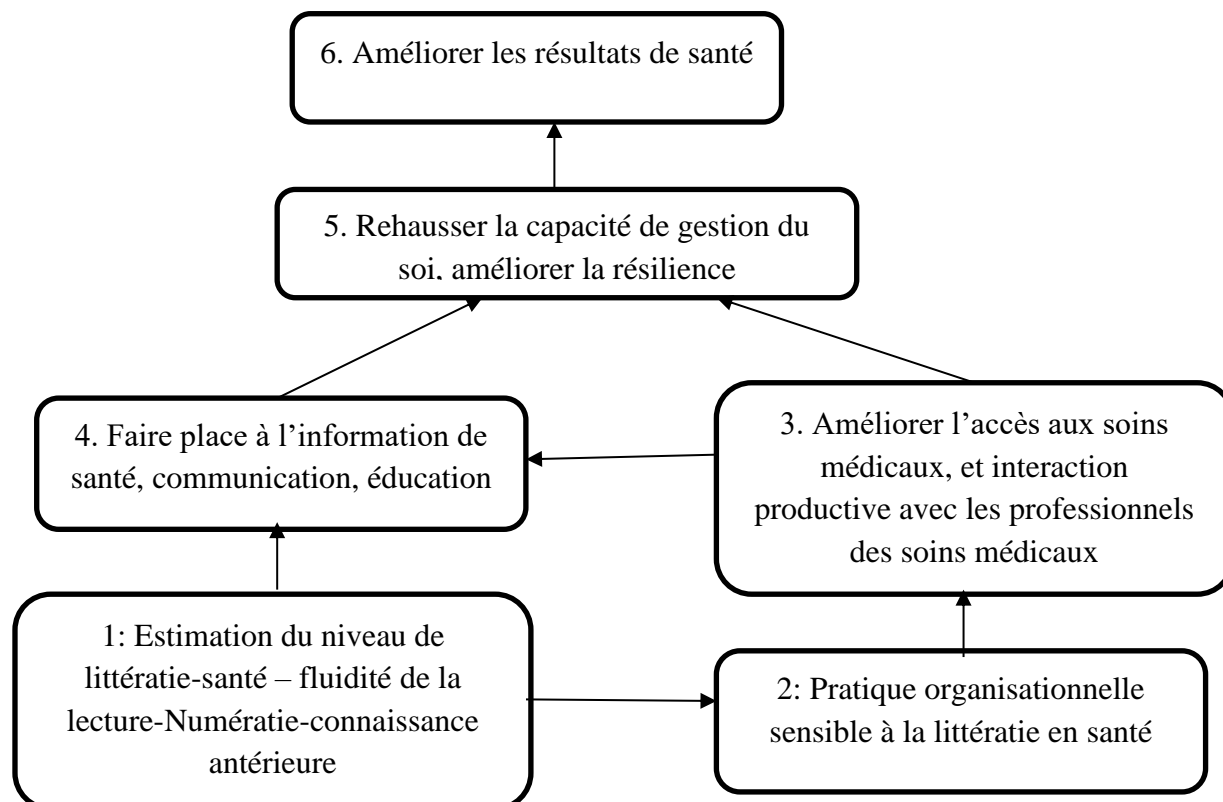 6. Améliorer les résultats de santé
5. Rehausser la capacité de gestion du
soi, améliorer la résilience
4. Faire place à l’information de
santé, communication, éducation
3. Améliorer l’accès aux soins
médicaux, et interaction
productive avec les professionnels
des soins médicaux
1: Estimation du niveau de
littératie-santé – fluidité de la
lecture-Numératie-connaissance
antérieure
2: Pratique organisationnelle
sensible à la littératie en santé